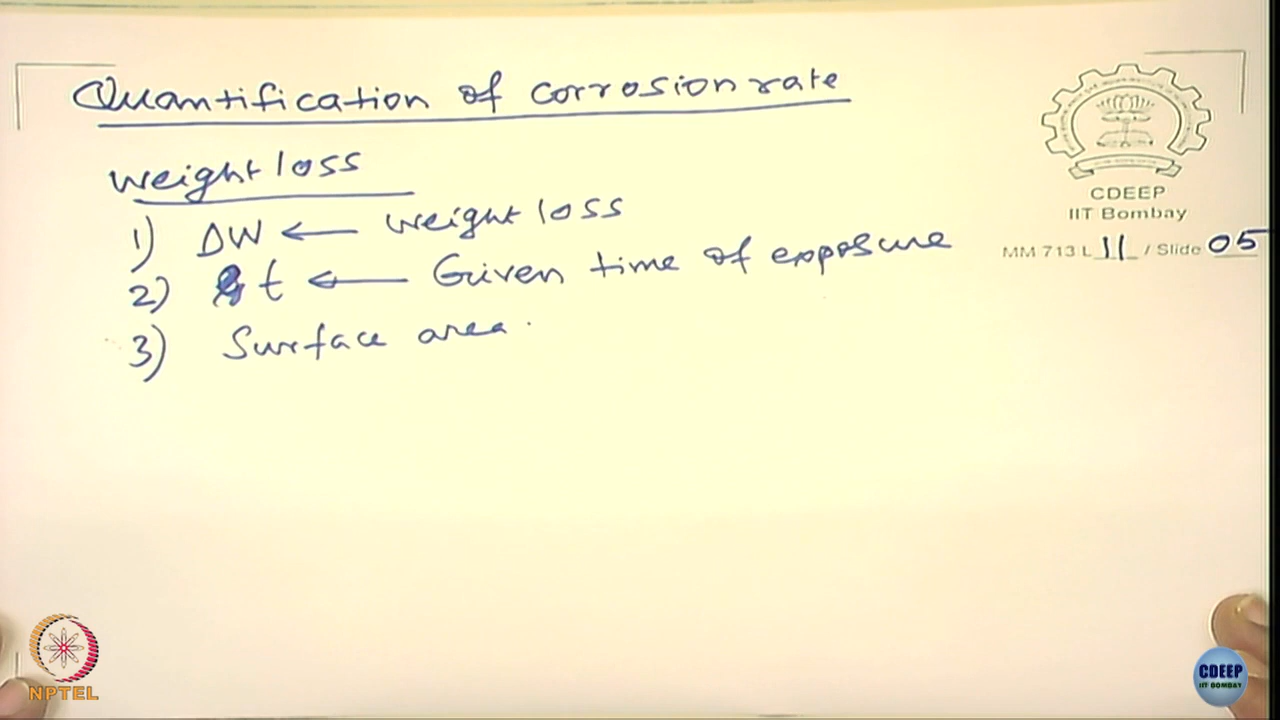 Quantification of corrosion rate
Weight loss
1) ΔW ← Weight loss
2) t ← Given time of exposure
3) Surface area.
CDEEP
IIT Bombay
MM 713 L 11 / Slide 05
NPTEL
CDEEP
IIT BOMBAY